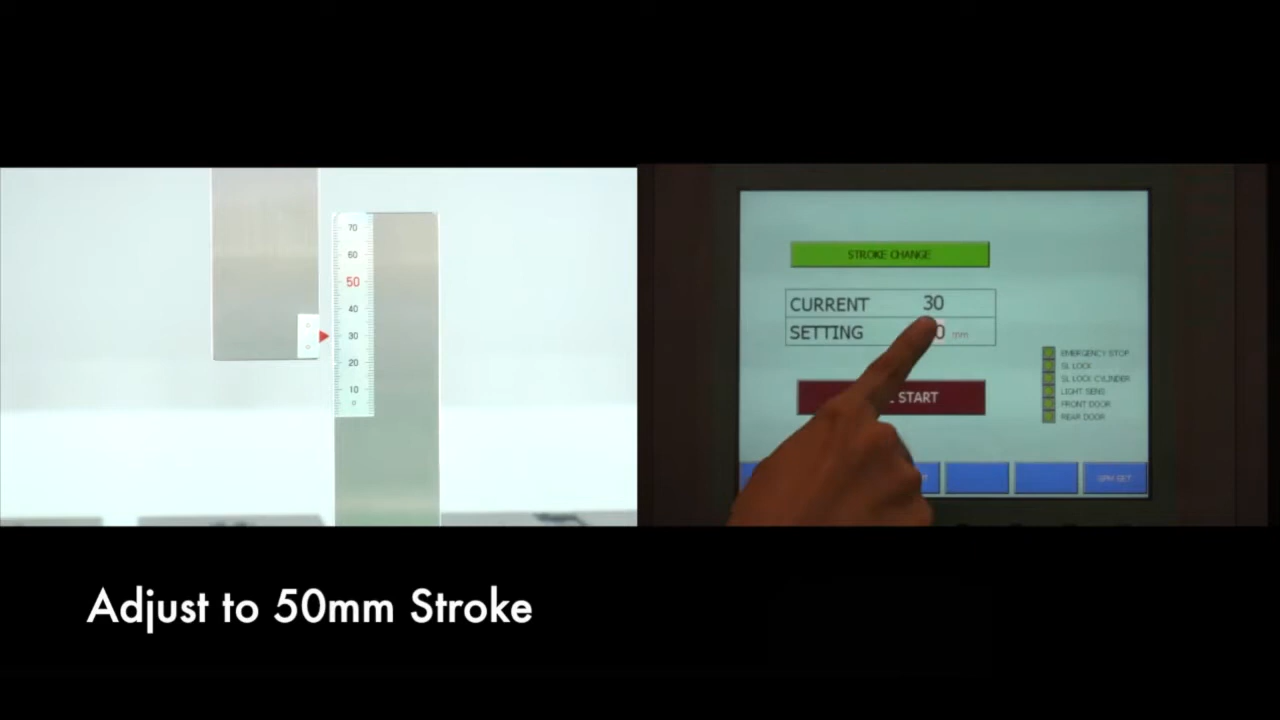 70
60
50
40
30
20
10
0
STROKE CHANGE
CURRENT 30
SETTING 0 mm
START
EMERGENCY STOP
SL LOCK
SL LOCK CYLINDER
LIGHT SENS.
FRONT DOOR
REAR DOOR
SPM SET
Adjust to 50mm Stroke